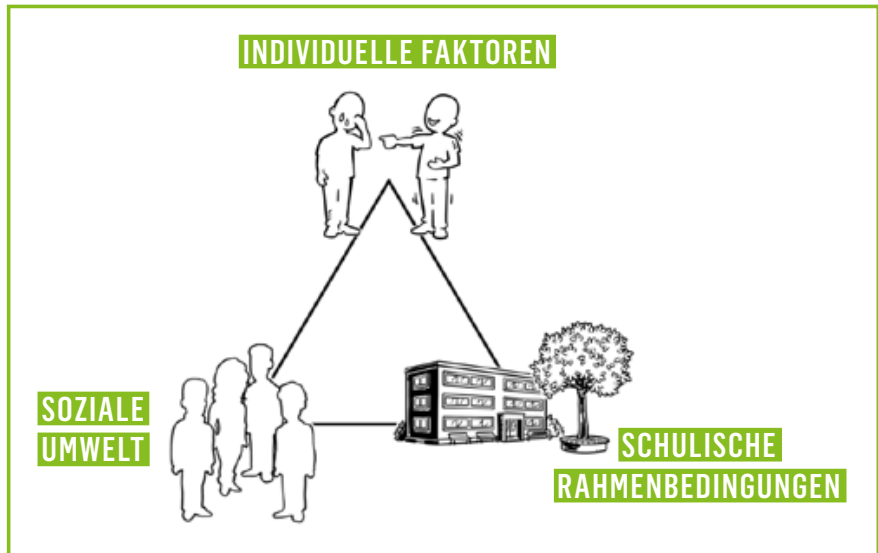 INDIVIDUELLE FAKTOREN
SOZIALE
UMWELT
SCHULISCHE
RAHMENBEDINGUNGEN